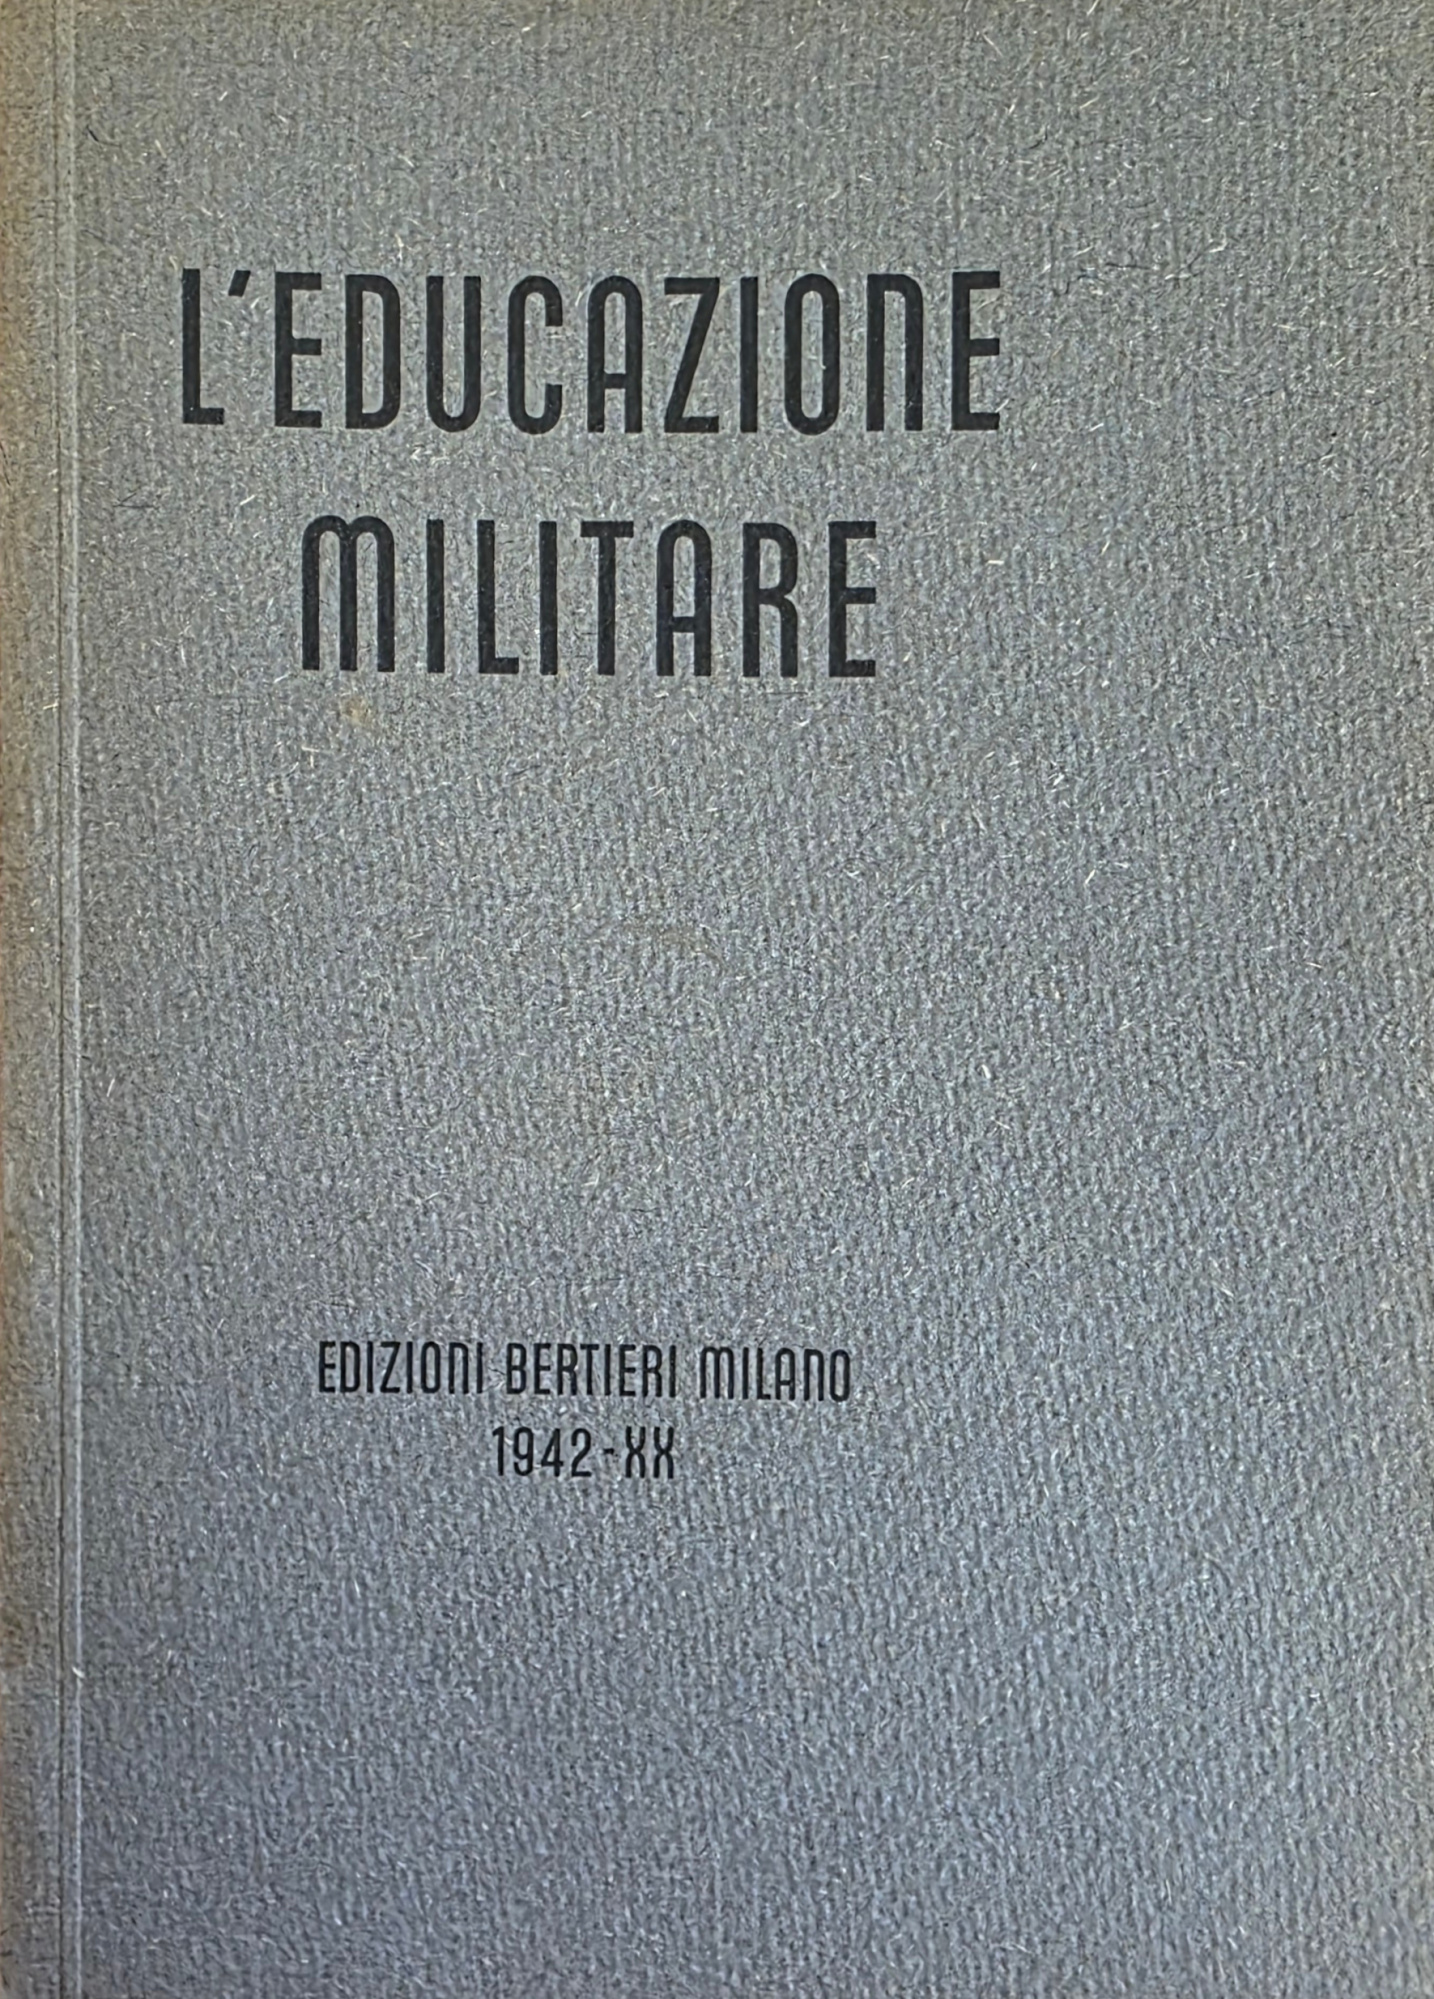 L'EDUCAZIONE
MILITARE
EDIZIONI BERTIERI MILANO
1942-XX